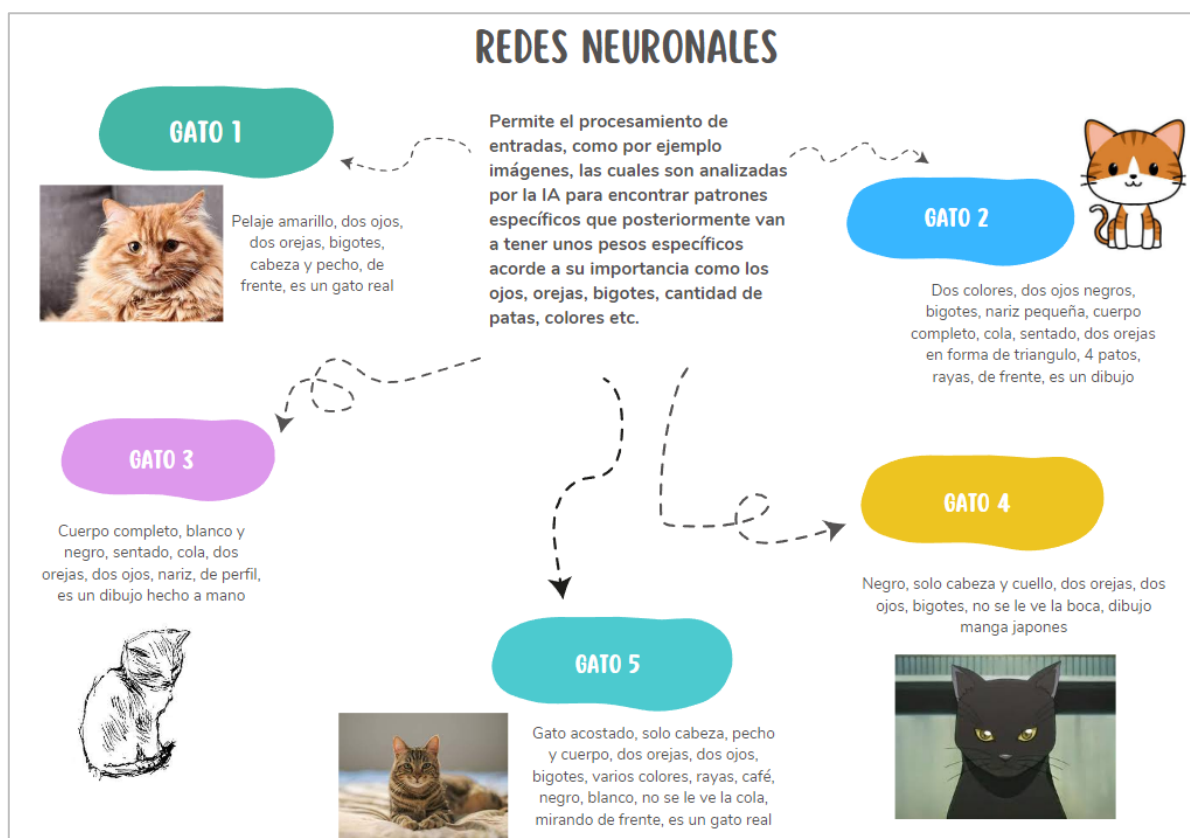 REDES NEURONALES
GATO 1
Pelaje amarillo, dos ojos,
dos orejas, bigotes,
cabeza y pecho, de
frente, es un gato real
Permite el procesamiento de
entradas, como por ejemplo
imágenes, las cuales son analizadas
por la IA para encontrar patrones
específicos que posteriormente van
a tener unos pesos específicos
acorde a su importancia como los
ojos, orejas, bigotes, cantidad de
patas, colores etc.
GATO 2
Dos colores, dos ojos negros,
bigotes, nariz pequeña, cuerpo
completo, cola, sentado, dos orejas
en forma de triangulo, 4 patos,
rayas, de frente, es un dibujo
GATO 3
Cuerpo completo, blanco y
negro, sentado, cola, dos
orejas, dos ojos, nariz, de perfil,
es un dibujo hecho a mano
GATO 4
Negro, solo cabeza y cuello, dos orejas, dos
ojos, bigotes, no se le ve la boca, dibujo
manga japones
GATO 5
Gato acostado, solo cabeza, pecho
y cuerpo, dos orejas, dos ojos,
bigotes, varios colores, rayas, café,
negro, blanco, no se le ve la cola,
mirando de frente, es un gato real